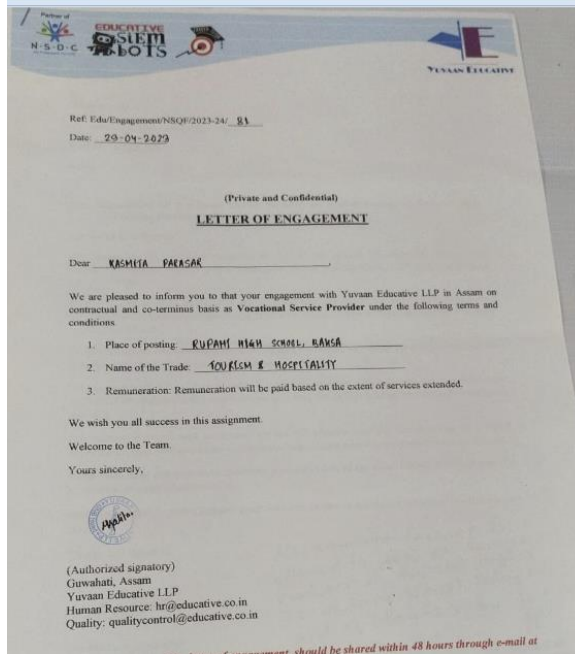 Partner of
N·S·D·C
EDUCATIVE
STEM
BOTS
YUVAAN EDUCATIVE
Ref: Edu/Engagement/NSQF/2023-24/ 81
Date: 29-04-2023
(Private and Confidential)
LETTER OF ENGAGEMENT
Dear KASMITA PARASAR,
We are pleased to inform you to that your engagement with Yuvaan Educative LLP in Assam on
contractual and co-terminus basis as Vocational Service Provider under the following terms and
conditions
1. Place of posting: RUPAHI HIGH SCHOOL, BAKSA
2. Name of the Trade: TOURISM & HOSPITALITY
3. Remuneration: Remuneration will be paid based on the extent of services extended.
We wish you all success in this assignment.
Welcome to the Team.
Yours sincerely,
(Authorized signatory)
Guwahati, Assam
Yuvaan Educative LLP
Human Resource: hr@educative.co.in
Quality: qualitycontrol@educative.co.in
should be shared within 48 hours through e-mail at